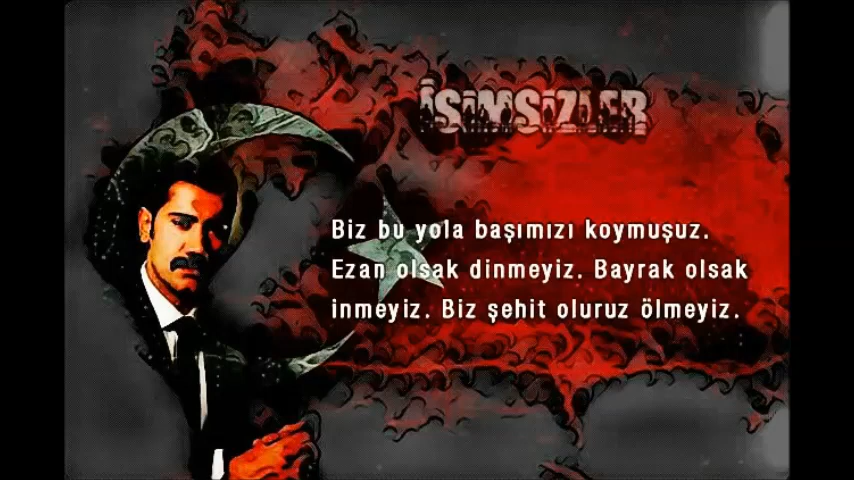 İSİMSİZLER
Biz bu yola başımızı koymuşuz.
Ezan olsak dinmeyiz. Bayrak olsak
inmeyiz. Biz şehit oluruz ölmeyiz.